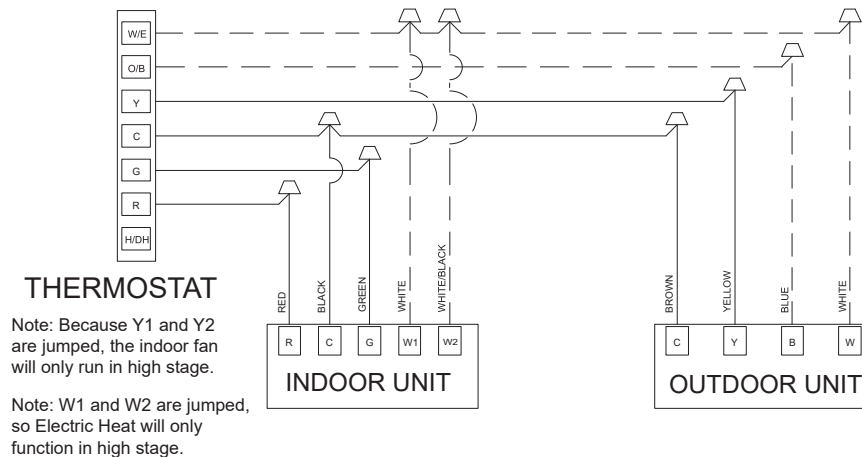 W/E
O/B
Y
C
G
R
H/DH
THERMOSTAT
Note: Because Y1 and Y2
are jumped, the indoor fan
will only run in high stage.
Note: W1 and W2 are jumped,
so Electric Heat will only
function in high stage.
RED
BLACK
GREEN
WHITE
WHITE/BLACK
R C G W1 W2
INDOOR UNIT
BROWN
YELLOW
BLUE
WHITE
C Y B W
OUTDOOR UNIT